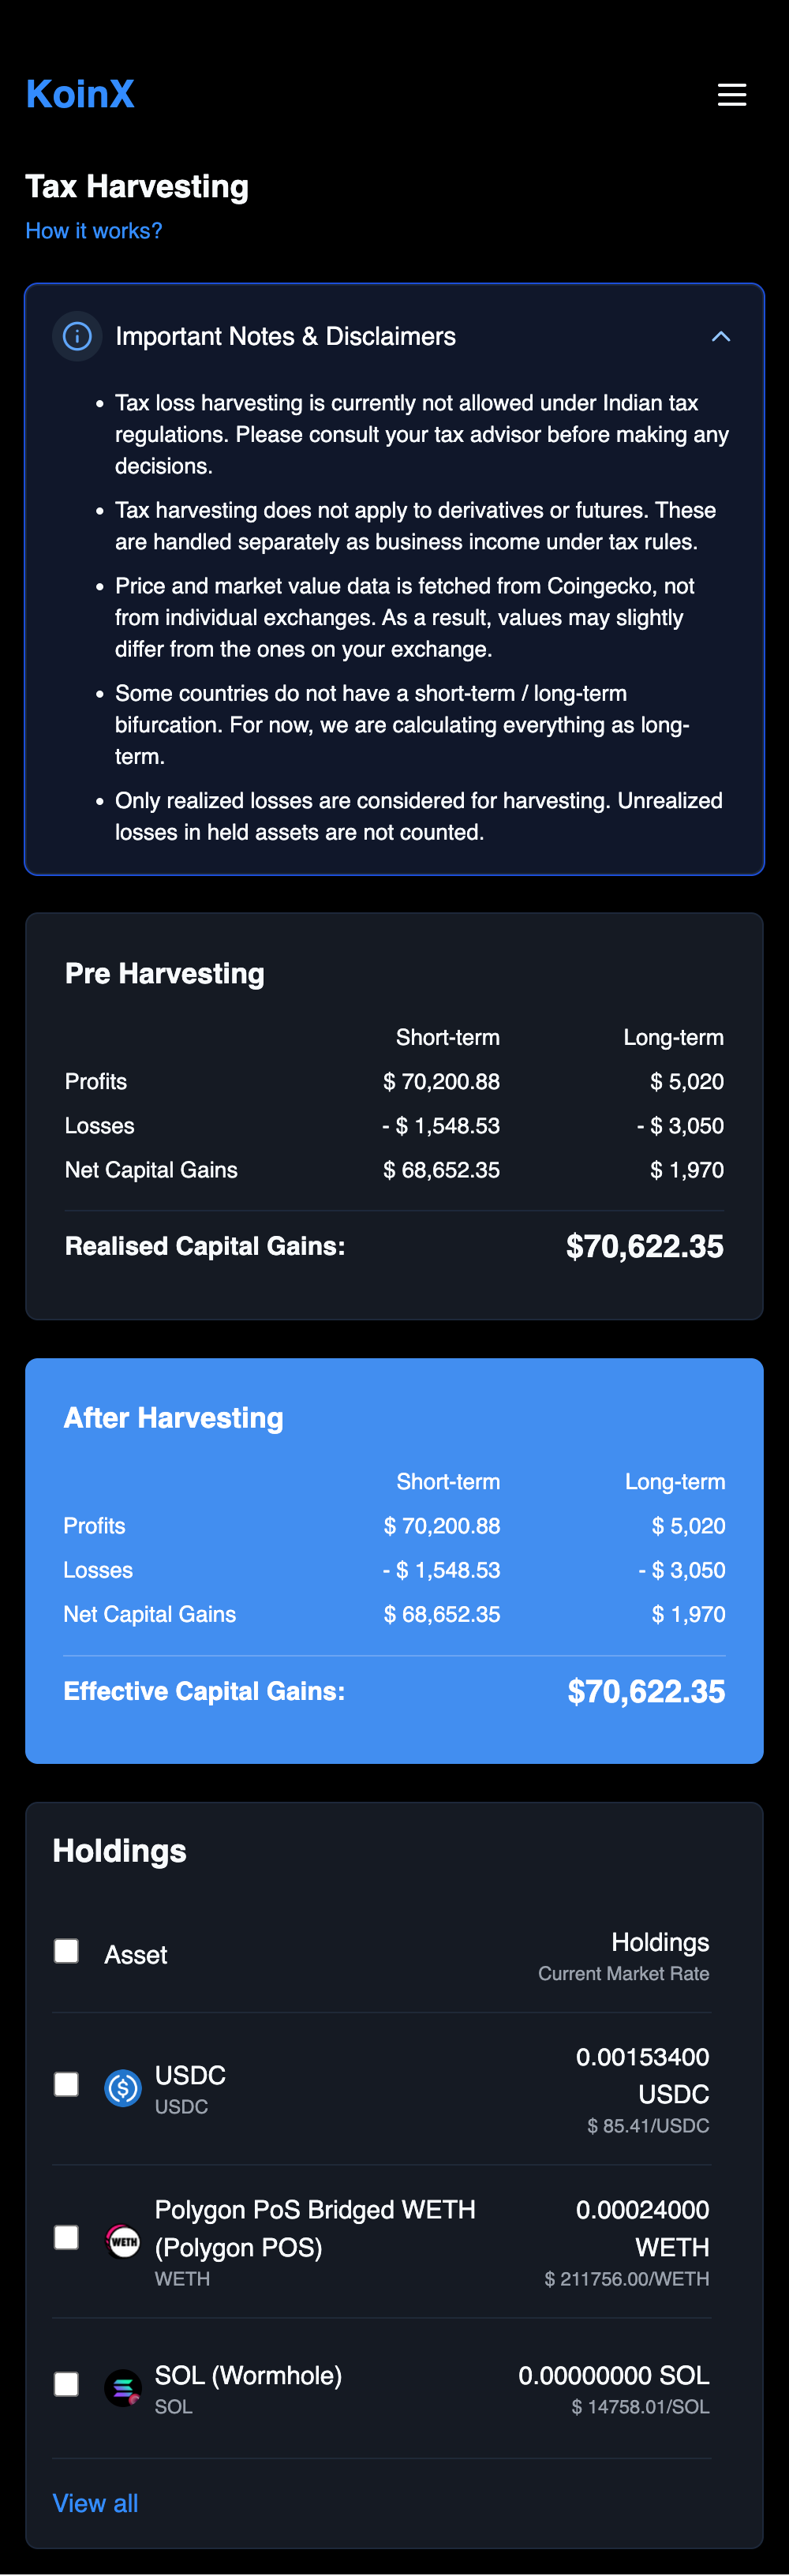 KoinX
Tax Harvesting
How it works?
Important Notes & Disclaimers
• Tax loss harvesting is currently not allowed under Indian tax
regulations. Please consult your tax advisor before making any
decisions.
• Tax harvesting does not apply to derivatives or futures. These
are handled separately as business income under tax rules.
• Price and market value data is fetched from Coingecko, not
from individual exchanges. As a result, values may slightly
differ from the ones on your exchange.
• Some countries do not have a short-term / long-term
bifurcation. For now, we are calculating everything as long-
term.
• Only realized losses are considered for harvesting. Unrealized
losses in held assets are not counted.
Pre Harvesting
Short-term Long-term
Profits $ 70,200.88 $ 5,020
Losses - $ 1,548.53 - $ 3,050
Net Capital Gains $ 68,652.35 $ 1,970
Realised Capital Gains: $70,622.35
After Harvesting
Short-term Long-term
Profits $ 70,200.88 $ 5,020
Losses - $ 1,548.53 - $ 3,050
Net Capital Gains $ 68,652.35 $ 1,970
Effective Capital Gains: $70,622.35
Holdings
Asset Holdings
Current Market Rate
USDC 0.00153400
USDC
USDC $ 85.41/USDC
WETH
Polygon PoS Bridged WETH 0.00024000
(Polygon POS) WETH
WETH $ 211756.00/WETH
SOL (Wormhole) 0.00000000 SOL
SOL $ 14758.01/SOL
View all